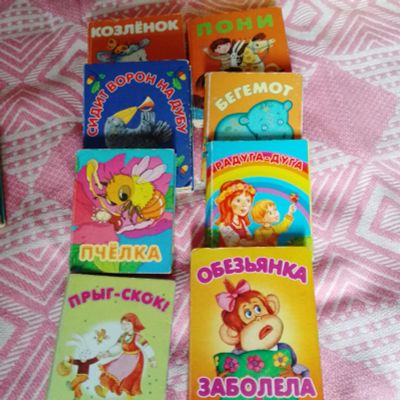 КОЗЛЁНОК
ПОНИ
СИДИТ ВОРОН НА ДУБУ
БЕГЕМОТ
ПЧЁЛКА
РАДУГА-ДУГА
ПРЫГ-СКОК!
ОБЕЗЬЯНКА
ЗАБОЛЕЛА